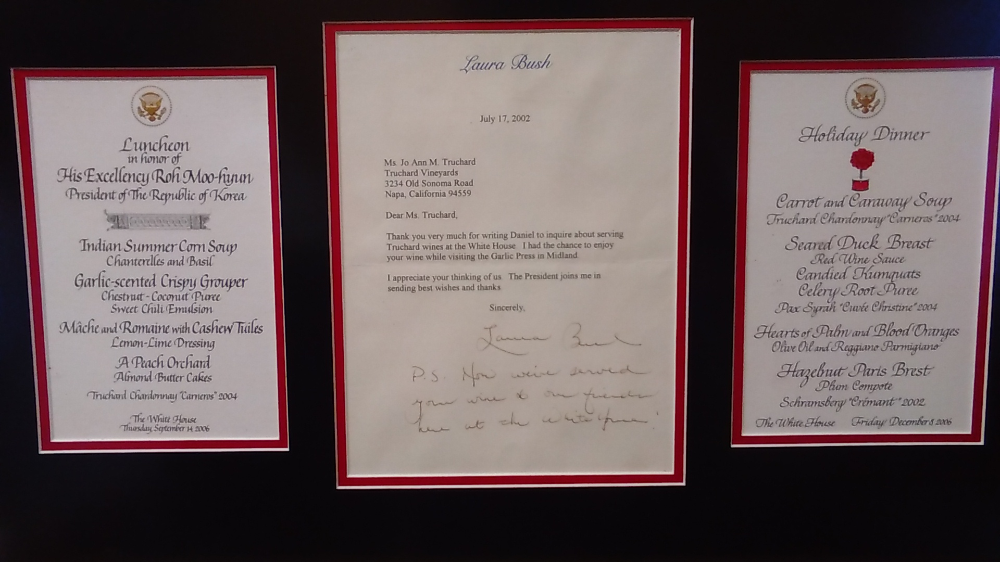 Luncheon
in honor of
His Excellency Roh Moo-hyun
President of The Republic of Korea
Indian Summer Corn Soup
Chanterelles and Basil
Garlic-scented Crispy Grouper
Chestnut-Coconut Puree
Sweet Chili Emulsion
Mâche and Romaine with Cashew Tuiles
Lemon-Lime Dressing
A Peach Orchard
Almond Butter Cakes
Truchard Chardonnay "Carneros" 2004
The White House
Thursday, September 14, 2006
Laura Bush
July 17, 2002
Ms. Jo Ann M. Truchard
Truchard Vineyards
3234 Old Sonoma Road
Napa, California 94559
Dear Ms. Truchard,
Thank you very much for writing Daniel to inquire about serving
Truchard wines at the White House. I had the chance to enjoy
your wine while visiting the Garlic Press in Midland.
I appreciate your thinking of us. The President joins me in
sending best wishes and thanks.
Sincerely,
Laura Bush
P.S. Now we've served
your wine to our friends
here at the White House!
Holiday Dinner
Carrot and Caraway Soup
Truchard Chardonnay "Carneros" 2004
Seared Duck Breast
Red Wine Sauce
Candied Kumquats
Celery Root Puree
Pax Syrah "Cuvée Christine" 2004
Hearts of Palm and Blood Oranges
Olive Oil and Reggiano Parmigiano
Hazelnut Paris Brest
Plum Compote
Schramsberg "Crémant" 2002
The White House Friday December 8 2006